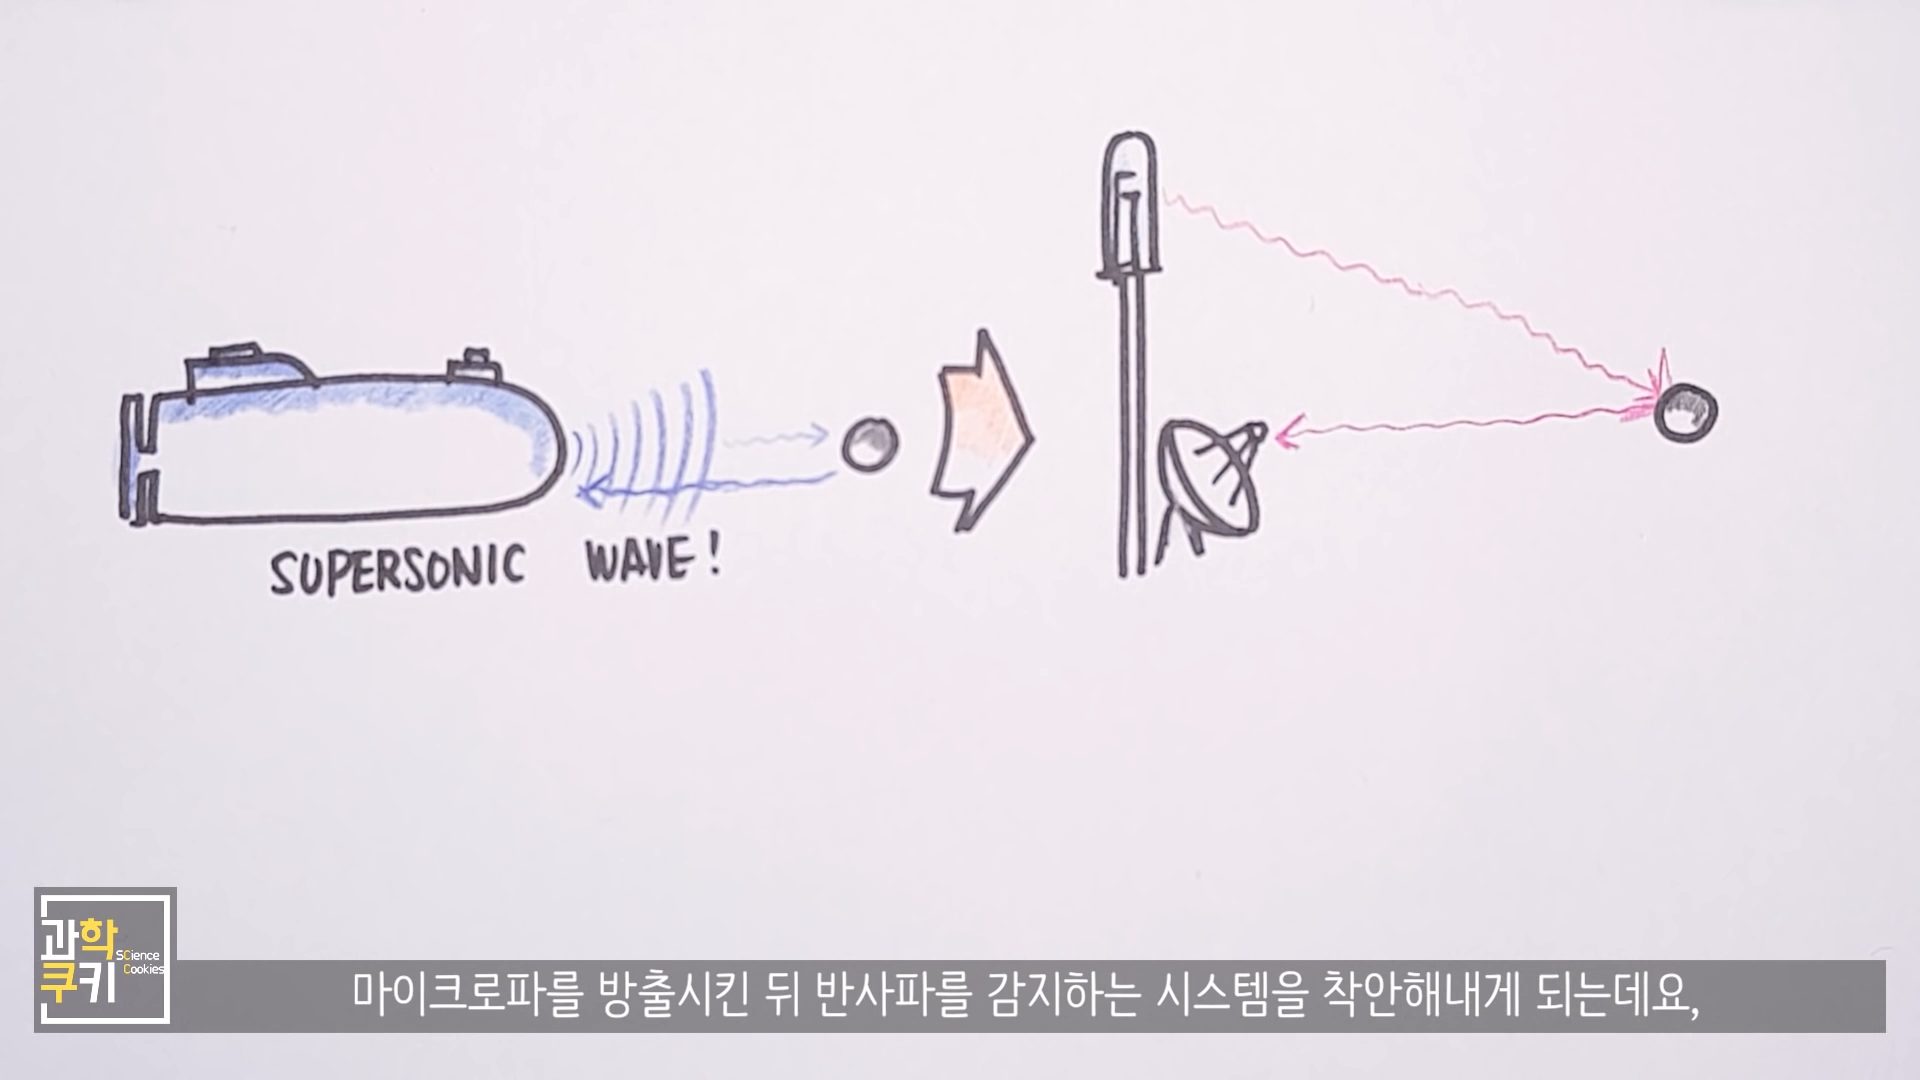 SUPERSONIC WAVE!
과학
Science
쿠키
Cookies
마이크로파를 방출시킨 뒤 반사파를 감지하는 시스템을 착안해내게 되는데요,